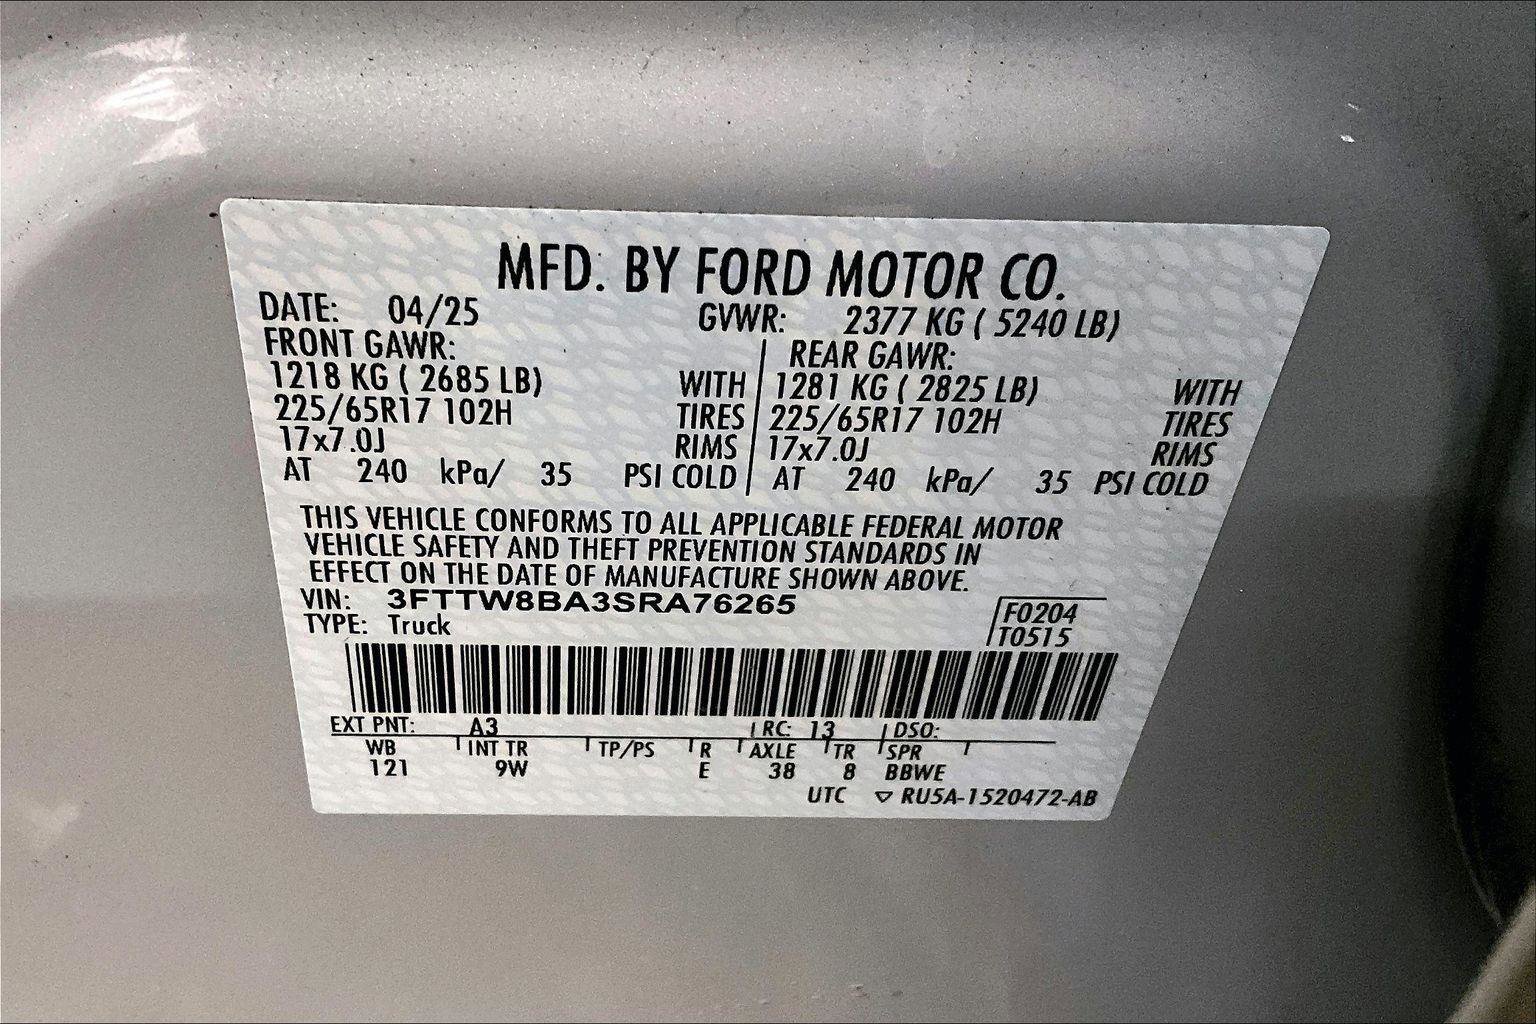 MFD. BY FORD MOTOR CO.
DATE: 04/25 GVWR: 2377 KG ( 5240 LB)
FRONT GAWR: REAR GAWR:
1218 KG ( 2685 LB) WITH 1281 KG ( 2825 LB) WITH
225/65R17 102H TIRES 225/65R17 102H TIRES
17x7.0J RIMS 17x7.0J RIMS
AT 240 kPa/ 35 PSI COLD AT 240 kPa/ 35 PSI COLD
THIS VEHICLE CONFORMS TO ALL APPLICABLE FEDERAL MOTOR
VEHICLE SAFETY AND THEFT PREVENTION STANDARDS IN
EFFECT ON THE DATE OF MANUFACTURE SHOWN ABOVE.
VIN: 3FTTW8BA3SRA76265
TYPE: Truck
F0204
T0515
EXT PNT: A3 RC: 13 DSO:
WB INT TR TP/PS R AXLE TR SPR
121 9W E 38 8 BBWE
UTC ▽ RU5A-1520472-AB